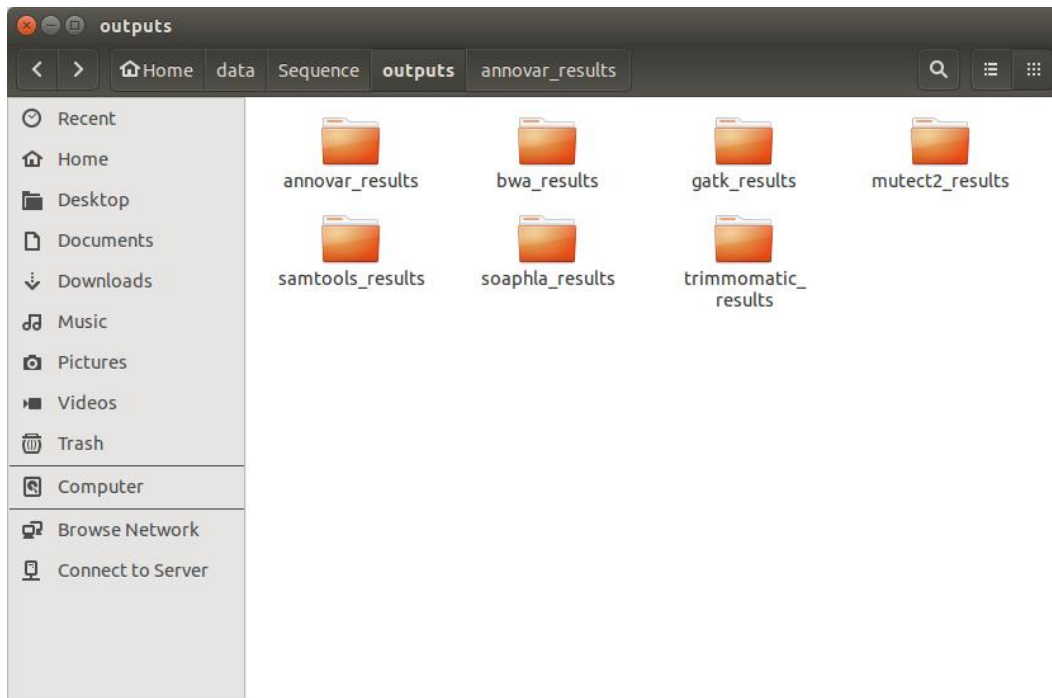 outputs
Home data Sequence outputs annovar_results
Recent
Home
Desktop
Documents
Downloads
Music
Pictures
Videos
Trash
Computer
Browse Network
Connect to Server
annovar_results bwa_results gatk_results mutect2_results
samtools_results soaphla_results trimmomatic_
results